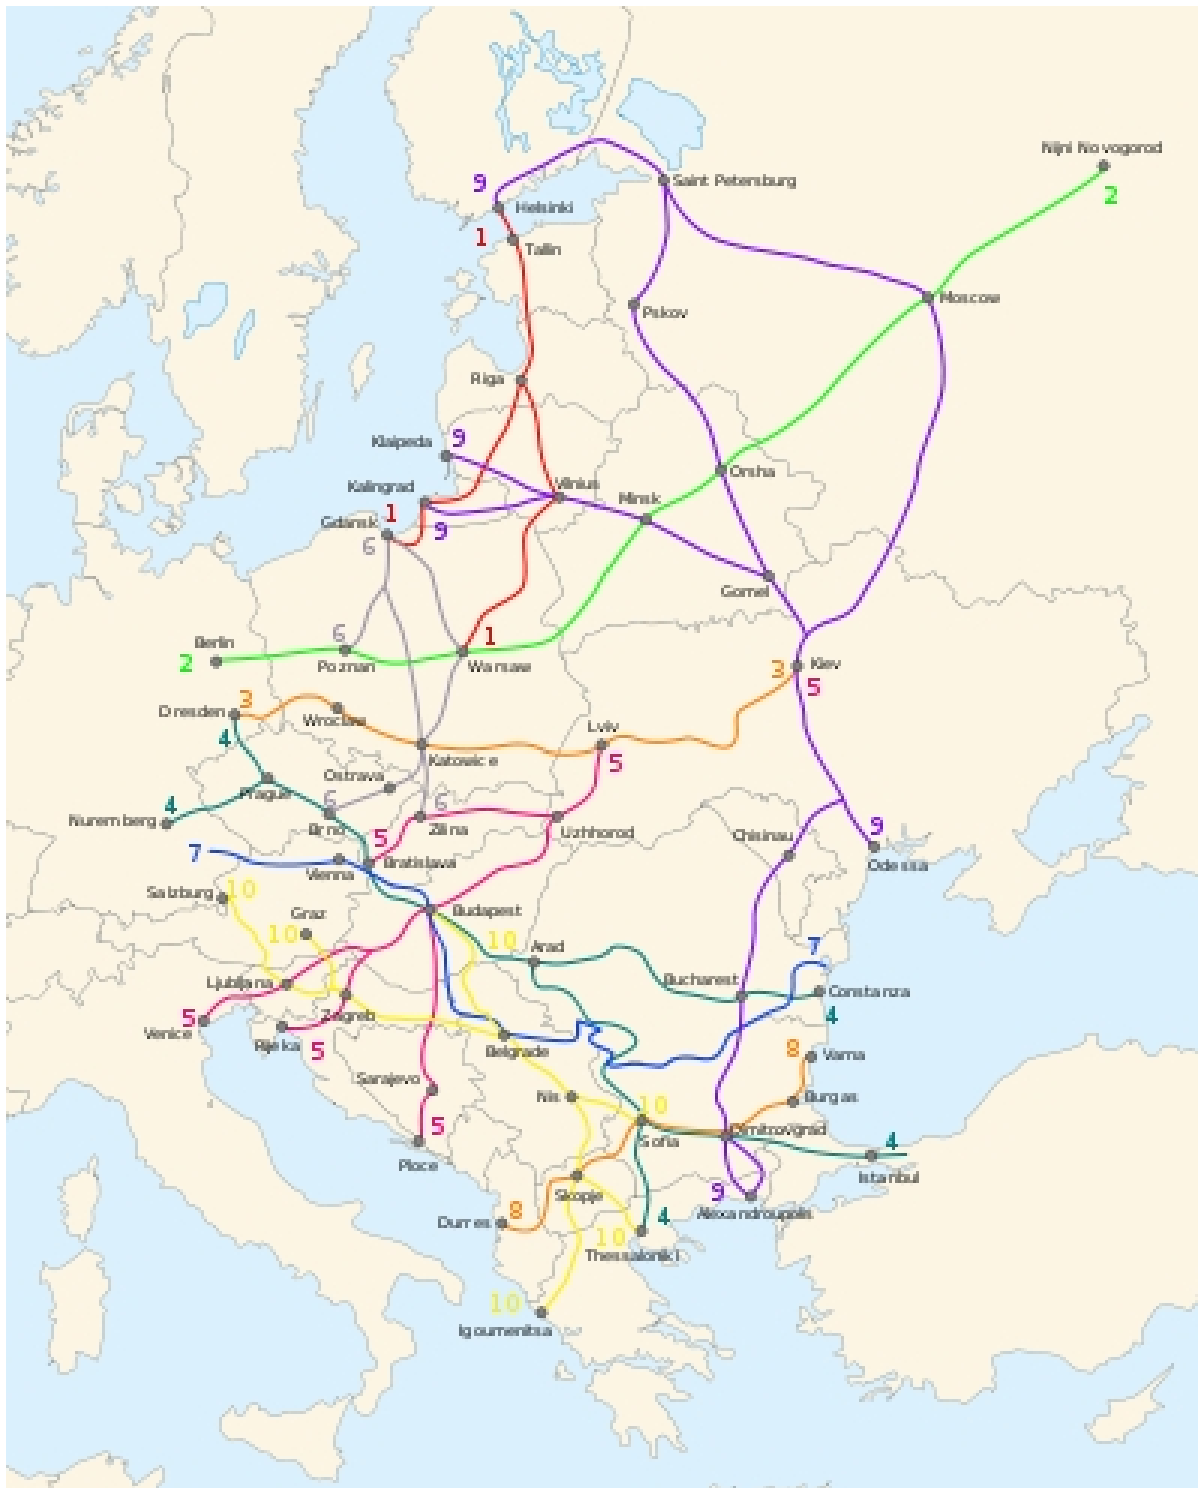 Nijni Novogorod
2
9
Saint Petersburg
Helsinki
1
Tallin
Moscow
Pskov
Riga
Klaipeda
9
Orsha
Kalingrad
Vilnius
Minsk
1
Gdansk
9
6
Gomel
Berlin
6
1
2
Poznan
Warsaw
3
Kiev
5
Dresden
3
Wroclaw
Lviv
4
Katowice
5
Ostrava
Prague
4
6
6
Nuremberg
Brno
5
Zilina
Uzhhorod
Chisinau
9
7
Vienna
Bratislava
Odessa
Salzburg
10
Graz
Budapest
10
10
Arad
7
Ljubljana
Bucharest
Constanza
5
Venice
Zagreb
4
Rijeka
5
Belgrade
8
Varna
Sarajevo
Nis
10
Burgas
5
Sofia
Dimitrovgrad
4
Ploce
Istanbul
Skopje
9
8
Durres
4
Alexandroupolis
10
Thessaloniki
10
Igoumenitsa